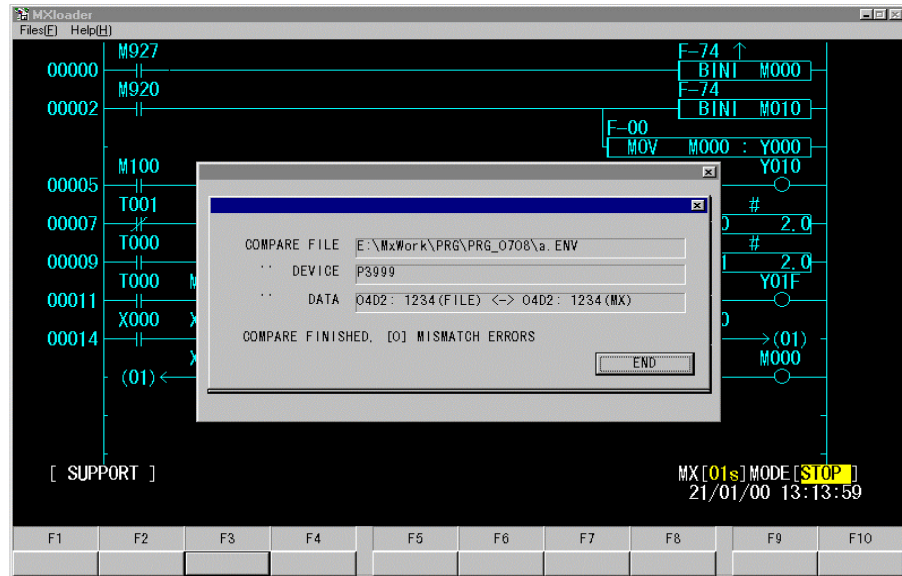 MXloader
Files(F) Help(H)
M927 F-74 ↑
00000 BINI M000
M920 F-74
00002 BINI M010
F-00
MOV M000 : Y000
M100 Y010
00005
T001 #
00007 2.0
T000 #
00009 2.0
T000 Y01F
00011
X000
00014 (01)
M000
(01)
COMPARE FILE E:\MxWork\PRG\PRG_0708\a.ENV
'' DEVICE P3999
'' DATA 04D2: 1234(FILE) <-> 04D2: 1234(MX)
COMPARE FINISHED, [0] MISMATCH ERRORS
END
[ SUPPORT ] MX[01s]MODE[STOP ]
21/01/00 13:13:59
F1 F2 F3 F4 F5 F6 F7 F8 F9 F10